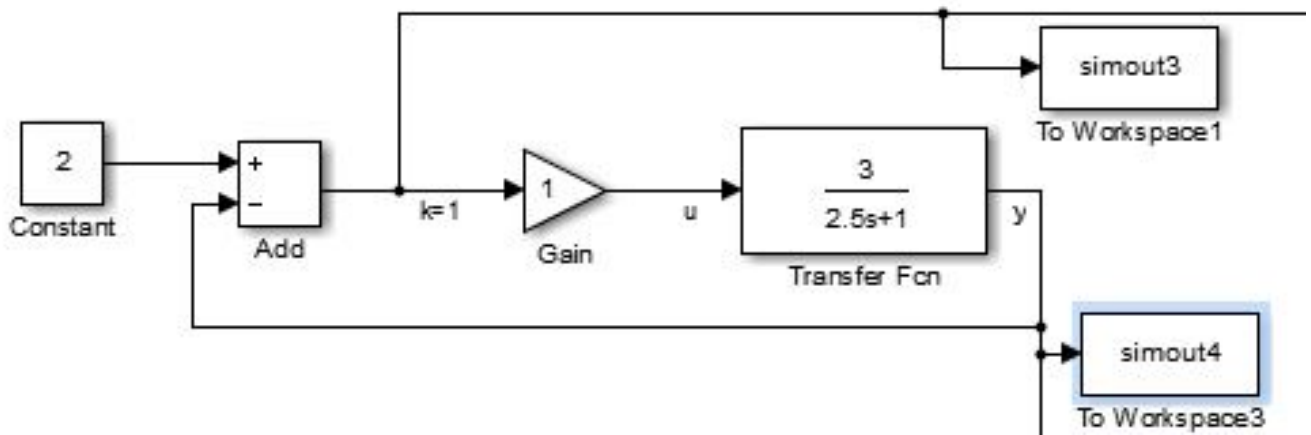 simout3
To Workspace1
2
Constant
+
−
Add
k=1
1
Gain
u
3
2.5s+1
Transfer Fcn
y
simout4
To Workspace3